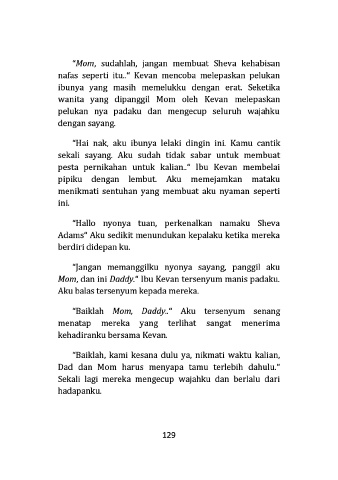 "Mom, sudahlah, jangan membuat Sheva kehabisan
nafas seperti itu.." Kevan mencoba melepaskan pelukan
ibunya yang masih memelukku dengan erat. Seketika
wanita yang dipanggil Mom oleh Kevan melepaskan
pelukan nya padaku dan mengecup seluruh wajahku
dengan sayang.
"Hai nak, aku ibunya lelaki dingin ini. Kamu cantik
sekali sayang. Aku sudah tidak sabar untuk membuat
pesta pernikahan untuk kalian.." Ibu Kevan membelai
pipiku dengan lembut. Aku memejamkan mataku
menikmati sentuhan yang membuat aku nyaman seperti
ini.
"Hallo nyonya tuan, perkenalkan namaku Sheva
Adams" Aku sedikit menundukan kepalaku ketika mereka
berdiri didepan ku.
"Jangan memanggilku nyonya sayang, panggil aku
Mom, dan ini Daddy." Ibu Kevan tersenyum manis padaku.
Aku balas tersenyum kepada mereka.
"Baiklah Mom, Daddy.." Aku tersenyum senang
menatap mereka yang terlihat sangat menerima
kehadiranku bersama Kevan.
"Baiklah, kami kesana dulu ya, nikmati waktu kalian,
Dad dan Mom harus menyapa tamu terlebih dahulu."
Sekali lagi mereka mengecup wajahku dan berlalu dari
hadapanku.
129